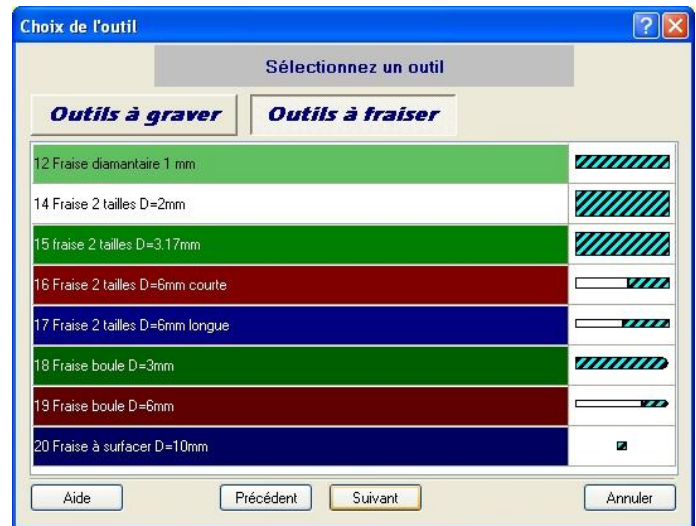 Choix de l'outil
Sélectionnez un outil
Outils à graver Outils à fraiser
12 Fraise diamantaire 1 mm
14 Fraise 2 tailles D=2mm
15 fraise 2 tailles D=3.17mm
16 Fraise 2 tailles D=6mm courte
17 Fraise 2 tailles D=6mm longue
18 Fraise boule D=3mm
19 Fraise boule D=6mm
20 Fraise à surfacer D=10mm
Aide Précédent Suivant Annuler